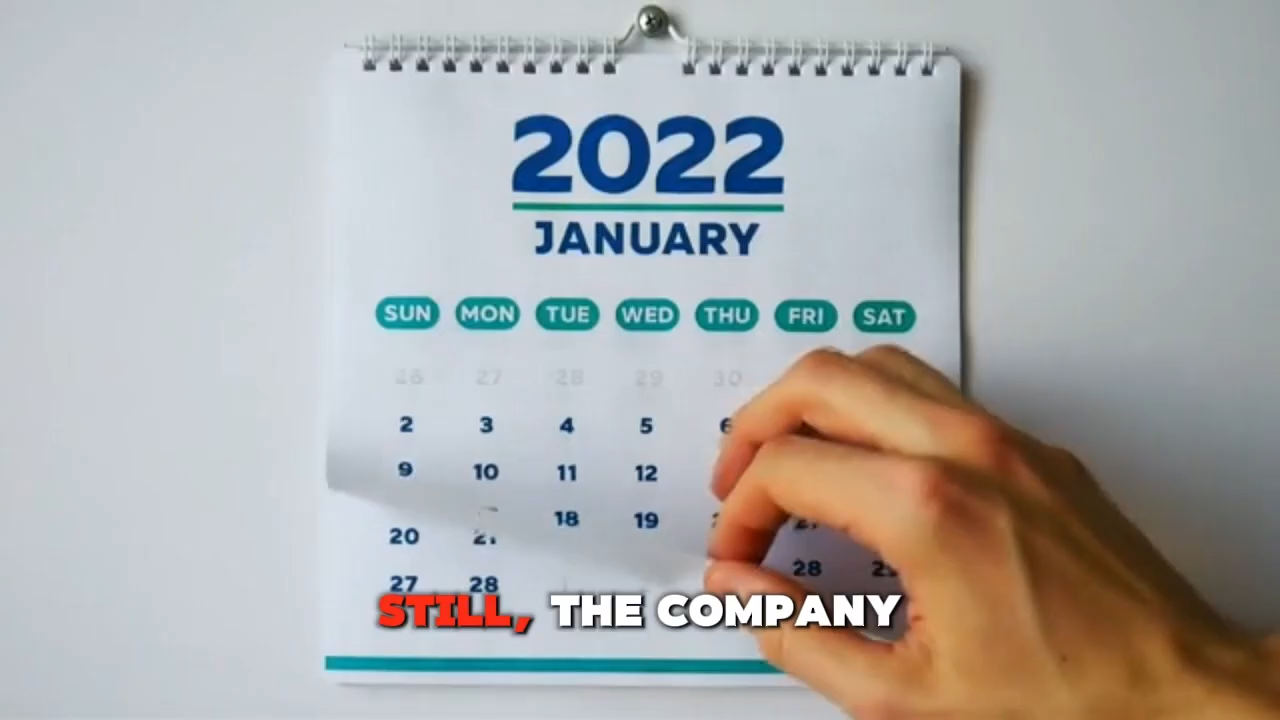 2022
JANUARY
SUN MON TUE WED THU FRI SAT
26 27 28 29 30
2 3 4 5 6
9 10 11 12
18 19
20 21
28
27 28
STILL, THE COMPANY